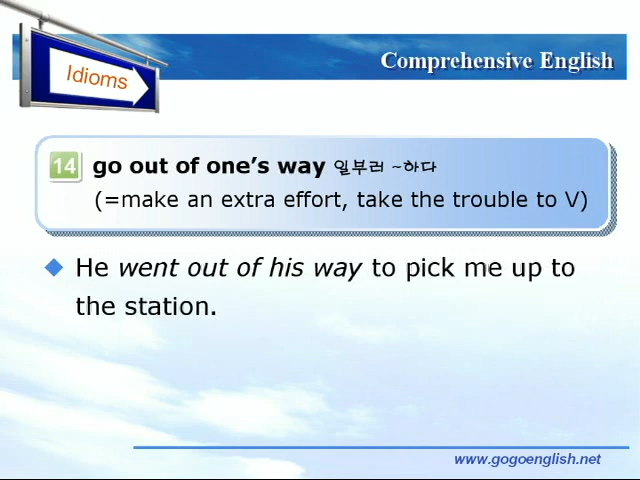 Idioms
Comprehensive English
14 go out of one’s way 일부러 ~하다
(=make an extra effort, take the trouble to V)
He went out of his way to pick me up to
the station.
www.gogoenglish.net